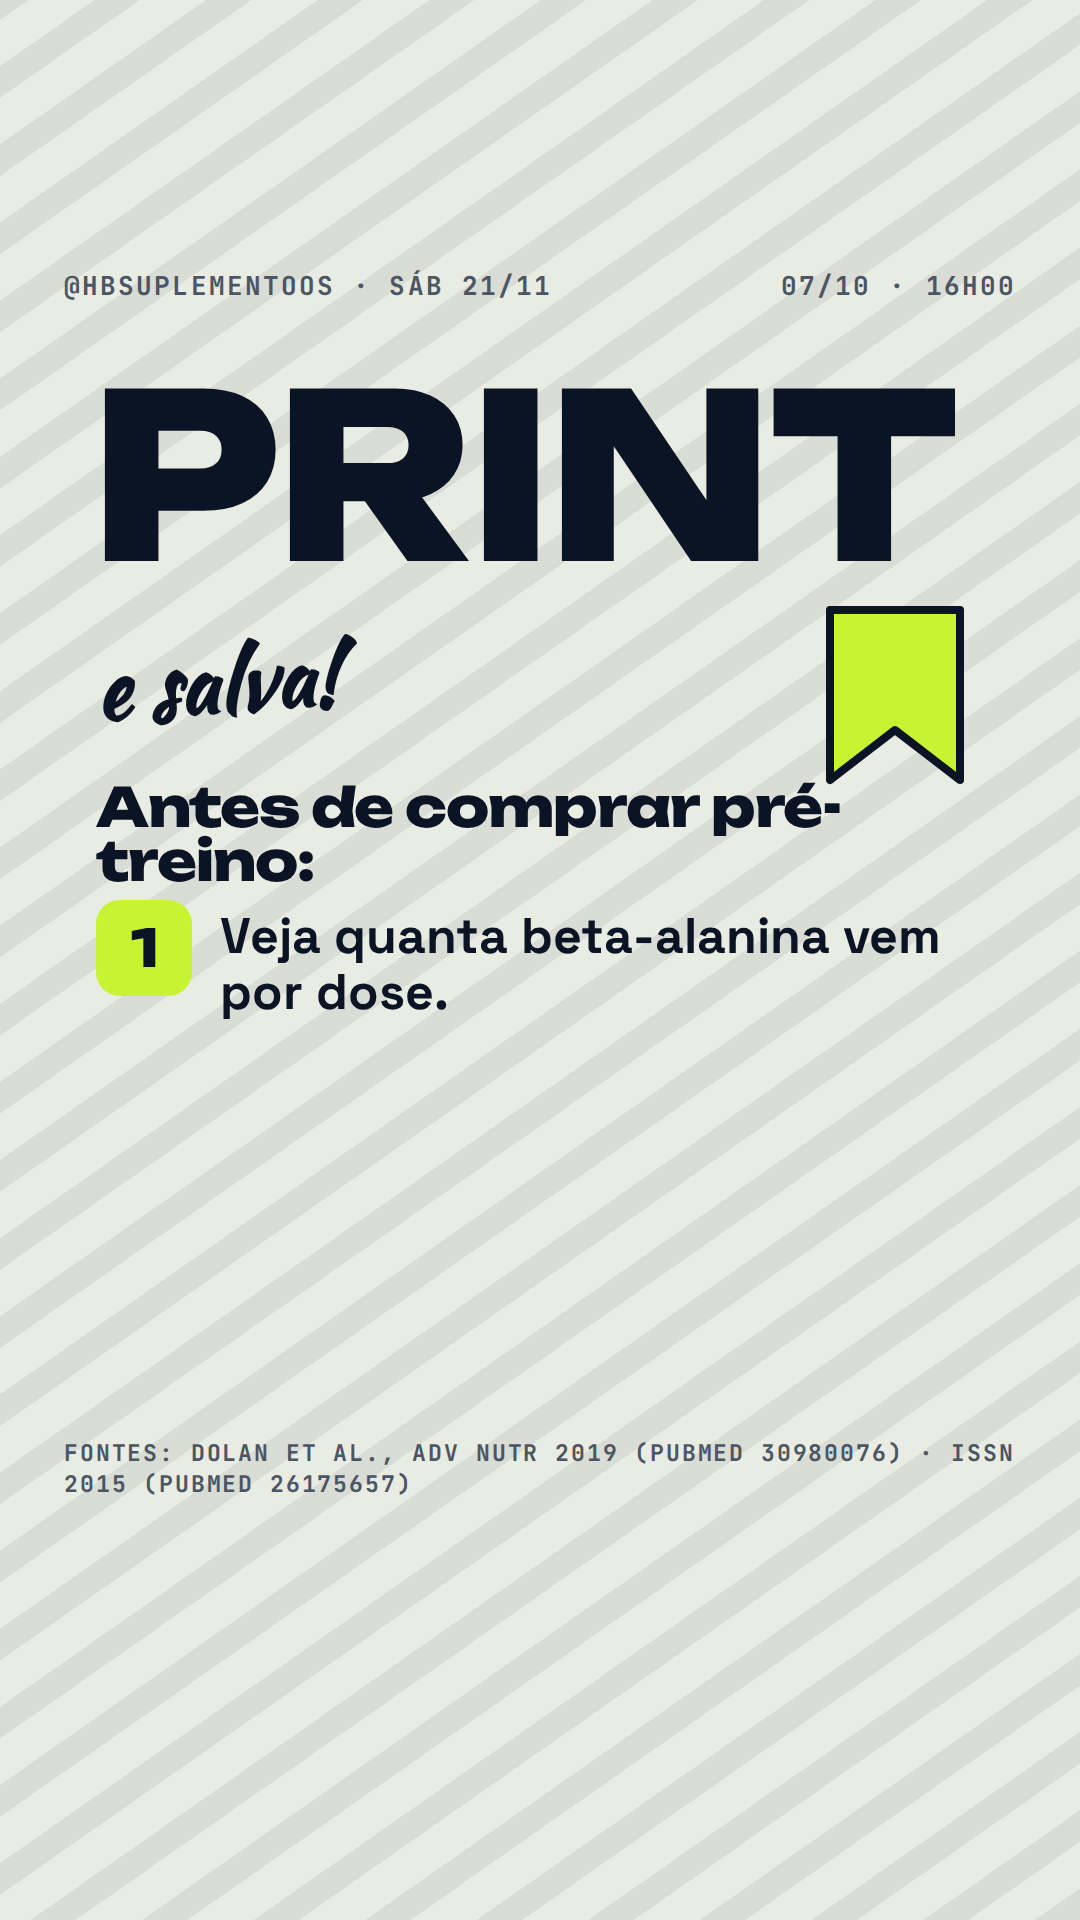 @HBSUPLEMENTOOS · SÁB 21/11
07/10 · 16H00
PRINT
e salva!
Antes de comprar pré-
treino:
1
Veja quanta beta-alanina vem
por dose.
FONTES: DOLAN ET AL., ADV NUTR 2019 (PUBMED 30980076) · ISSN
2015 (PUBMED 26175657)